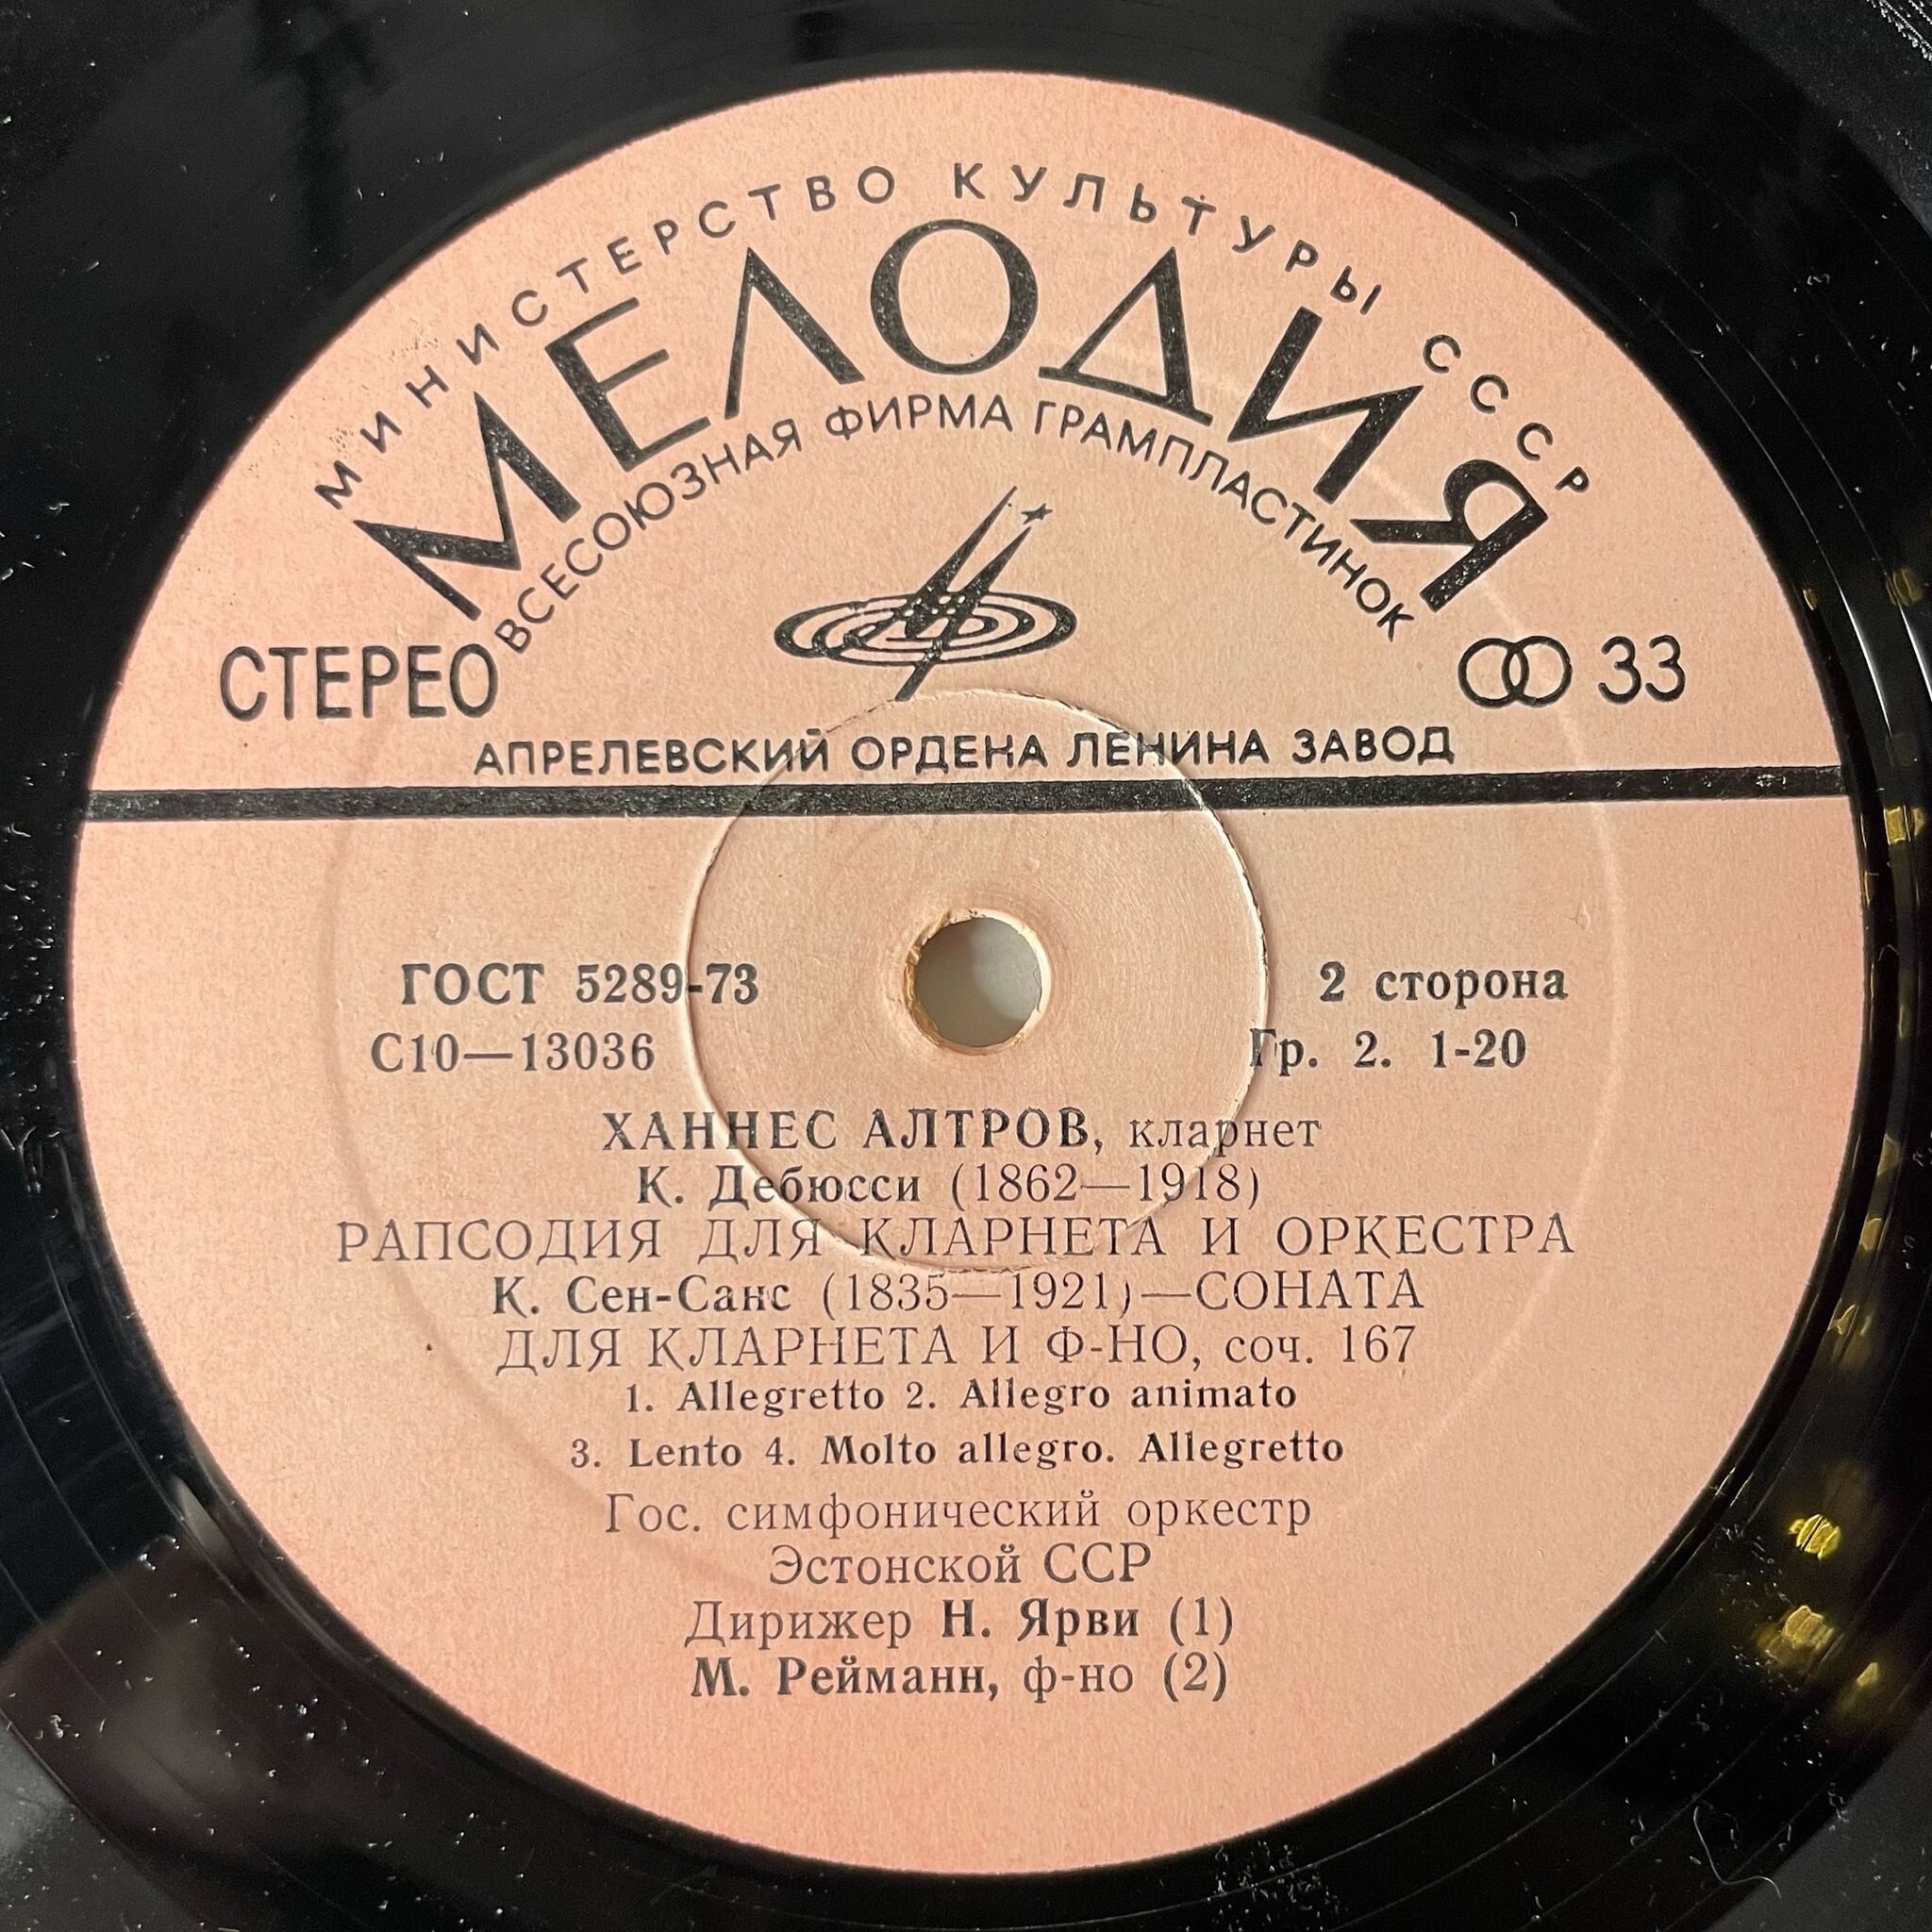 МИНИСТЕРСТВО КУЛЬТУРЫ СССР
МЕЛОДИЯ
ВСЕСОЮЗНАЯ ФИРМА ГРАМПЛАСТИНОК
СТЕРЕО 33
АПРЕЛЕВСКИЙ ОРДЕНА ЛЕНИНА ЗАВОД
ГОСТ 5289-73 2 сторона
С10—13036 Гр. 2. 1-20
ХАННЕС АЛТРОВ, кларнет
К. Дебюсси (1862—1918)
РАПСОДИЯ ДЛЯ КЛАРНЕТА И ОРКЕСТРА
К. Сен-Санс (1835—1921)—СОНАТА
ДЛЯ КЛАРНЕТА И Ф-НО, соч. 167
1. Allegretto 2. Allegro animato
3. Lento 4. Molto allegro. Allegretto
Гос. симфонический оркестр
Эстонской ССР
Дирижер Н. Ярви (1)
М. Рейманн, ф-но (2)